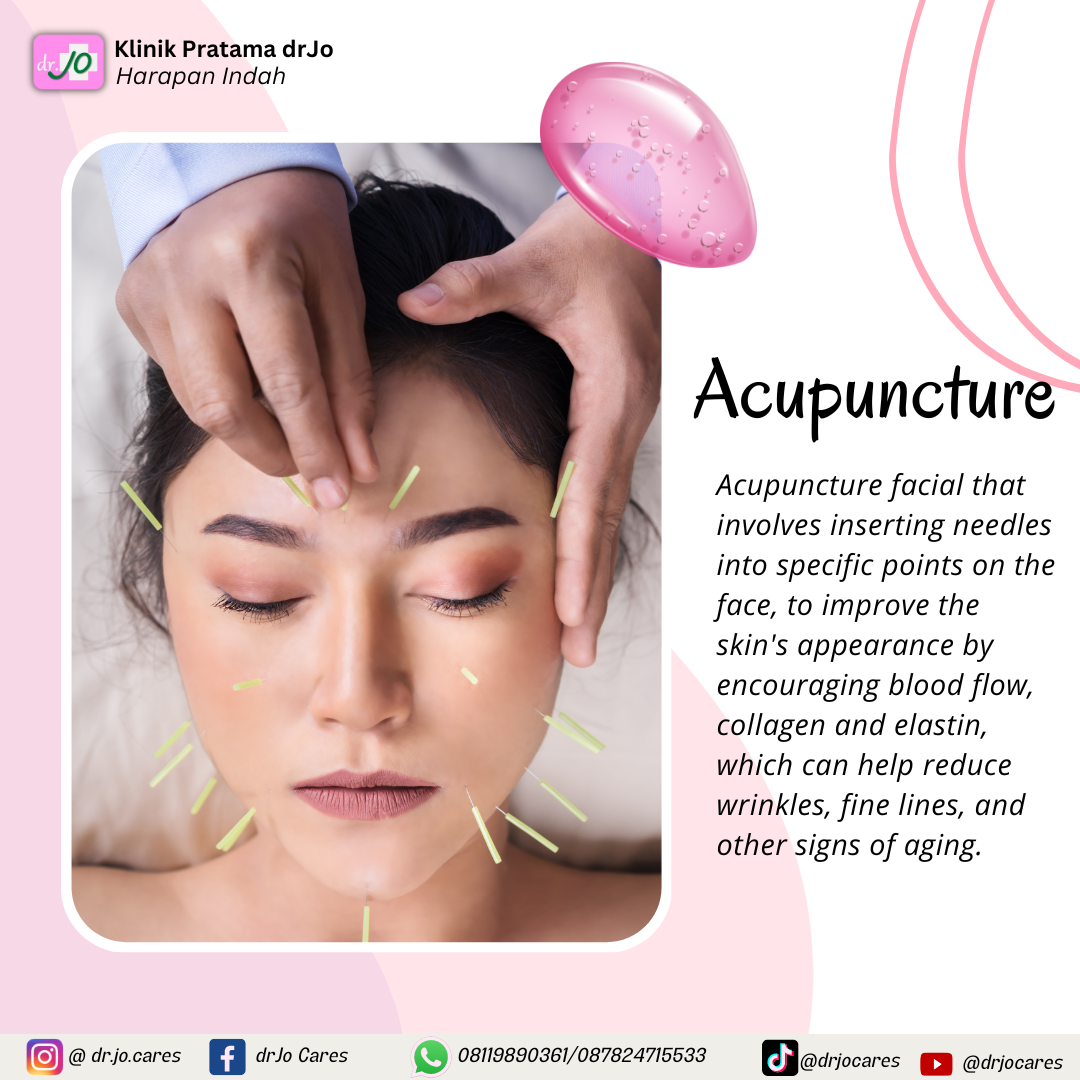 dr.JO
Klinik Pratama drJo
Harapan Indah
Acupuncture
Acupuncture facial that
involves inserting needles
into specific points on the
face, to improve the
skin's appearance by
encouraging blood flow,
collagen and elastin,
which can help reduce
wrinkles, fine lines, and
other signs of aging.
@ dr.jo.cares
drJo Cares
08119890361/087824715533
@drjocares
@drjocares